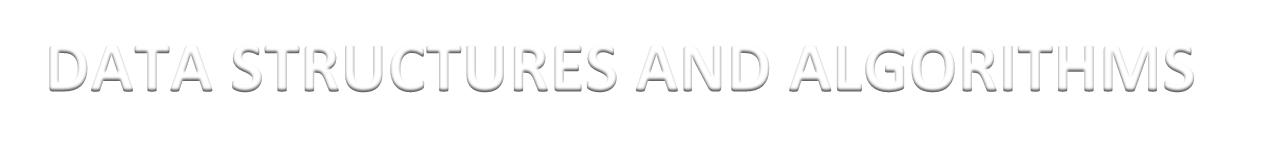 DATA STRUCTURES AND ALGORITHMS